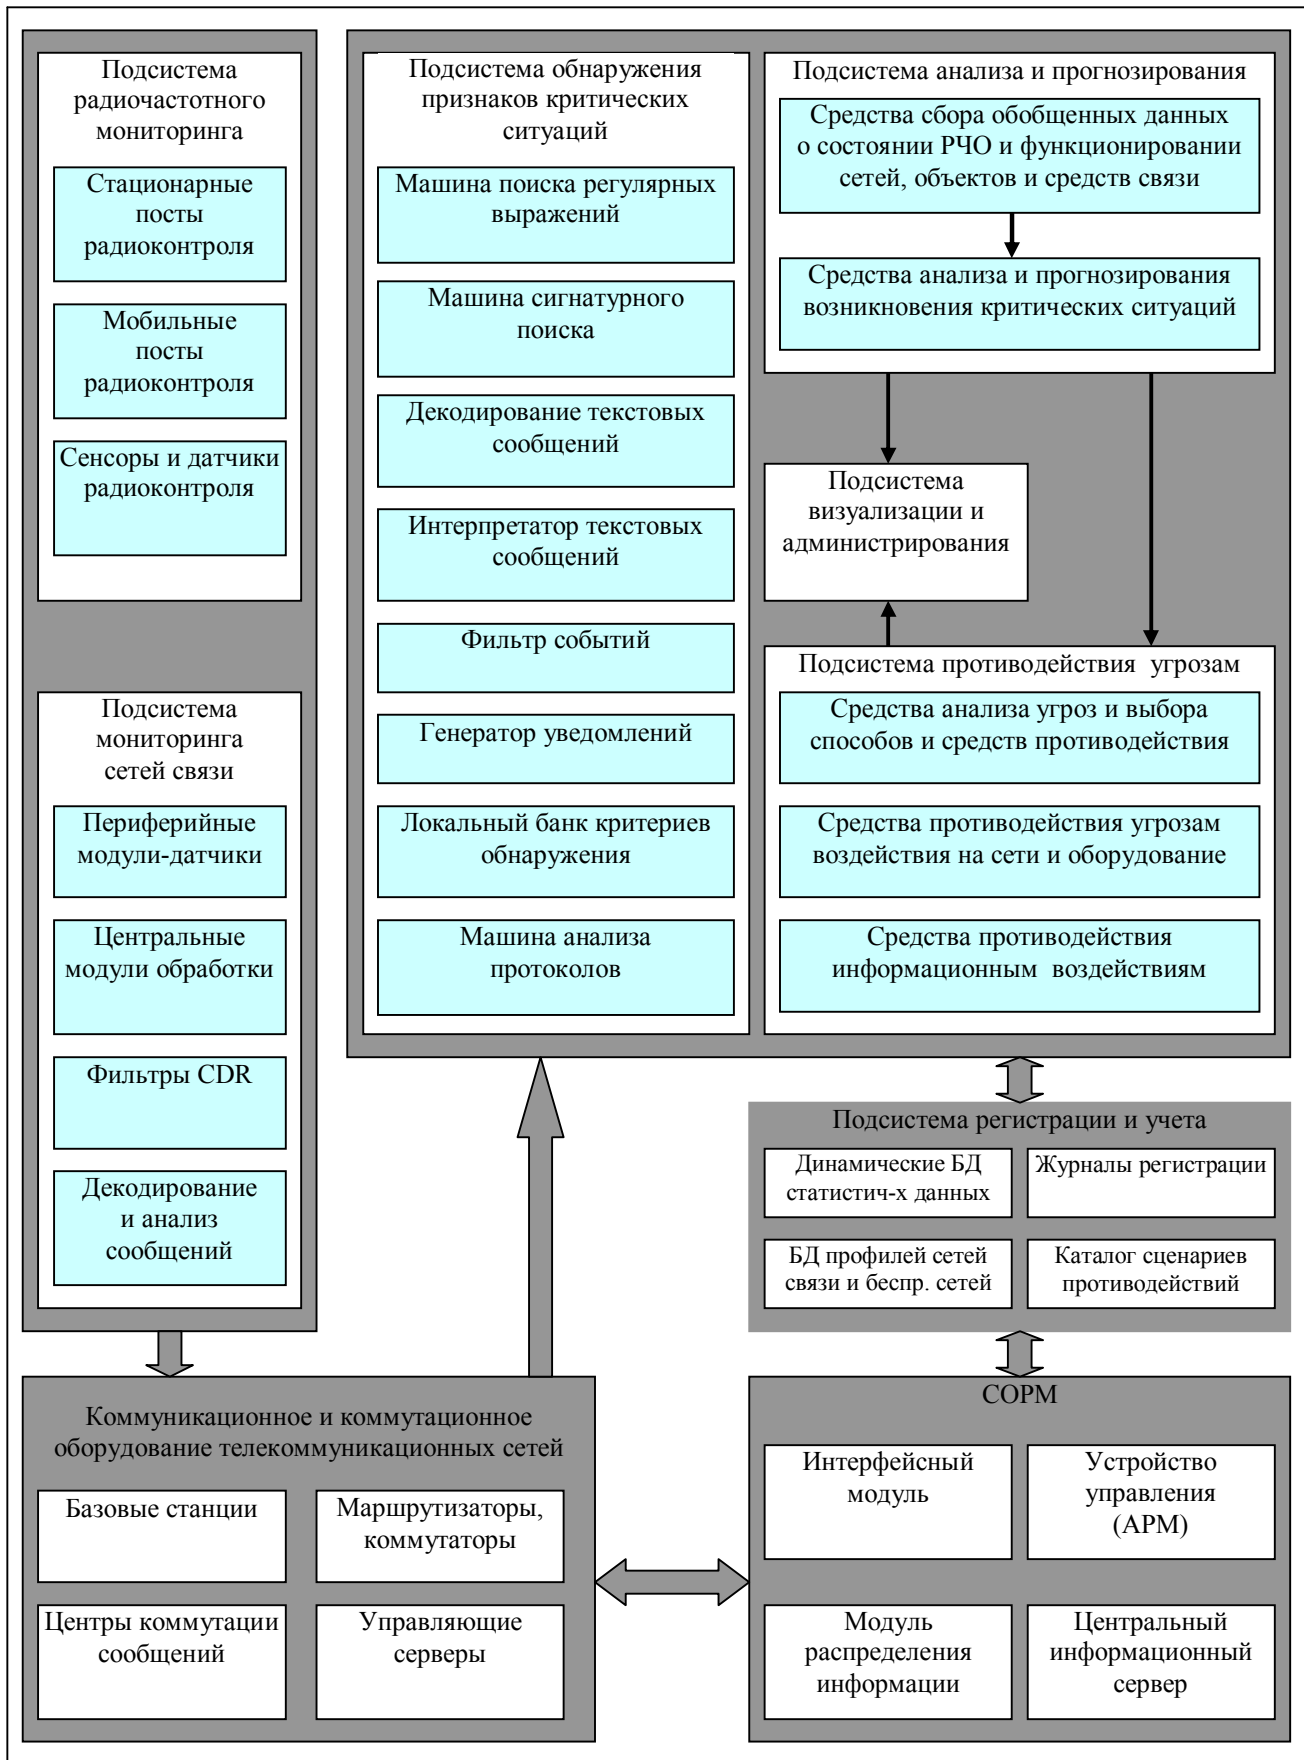 Подсистема
радиочастотного
мониторинга
Стационарные
посты
радиоконтроля
Мобильные
посты
радиоконтроля
Сенсоры и датчики
радиоконтроля
Подсистема
мониторинга
сетей связи
Периферийные
модули-датчики
Центральные
модули обработки
Фильтры CDR
Декодирование
и анализ
сообщений
Подсистема обнаружения
признаков критических
ситуаций
Машина поиска регулярных
выражений
Машина сигнатурного
поиска
Декодирование текстовых
сообщений
Интерпретатор текстовых
сообщений
Фильтр событий
Генератор уведомлений
Локальный банк критериев
обнаружения
Машина анализа
протоколов
Подсистема анализа и прогнозирования
Средства сбора обобщенных данных
о состоянии РЧО и функционировании
сетей, объектов и средств связи
Средства анализа и прогнозирования
возникновения критических ситуаций
Подсистема
визуализации и
администрирования
Подсистема противодействия угрозам
Средства анализа угроз и выбора
способов и средств противодействия
Средства противодействия угрозам
воздействия на сети и оборудование
Средства противодействия
информационным воздействиям
Подсистема регистрации и учета
Динамические БД
статистич-х данных
Журналы регистрации
БД профилей сетей
связи и беспр. сетей
Каталог сценариев
противодействий
Коммуникационное и коммутационное
оборудование телекоммуникационных сетей
Базовые станции
Маршрутизаторы,
коммутаторы
Центры коммутации
сообщений
Управляющие
серверы
СОРМ
Интерфейсный
модуль
Устройство
управления
(АРМ)
Модуль
распределения
информации
Центральный
информационный
сервер